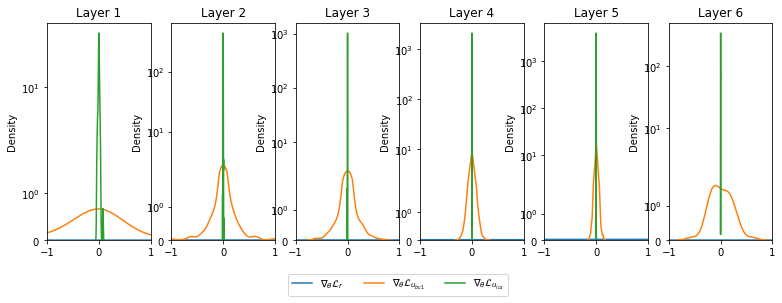 Layer 1 Layer 2 Layer 3 Layer 4 Layer 5 Layer 6
Density Density Density Density Density Density
10¹ 10² 10³ 10³ 10³ 10²
10⁰ 10¹ 10² 10² 10² 10¹
0 10⁰ 10¹ 10¹ 10¹ 10⁰
0 10⁰ 10⁰ 10⁰ 0
0 0 0
−1 0 1 −1 0 1 −1 0 1 −1 0 1 −1 0 1 −1 0 1
∇θℒr ∇θℒu_bc1 ∇θℒu_ics